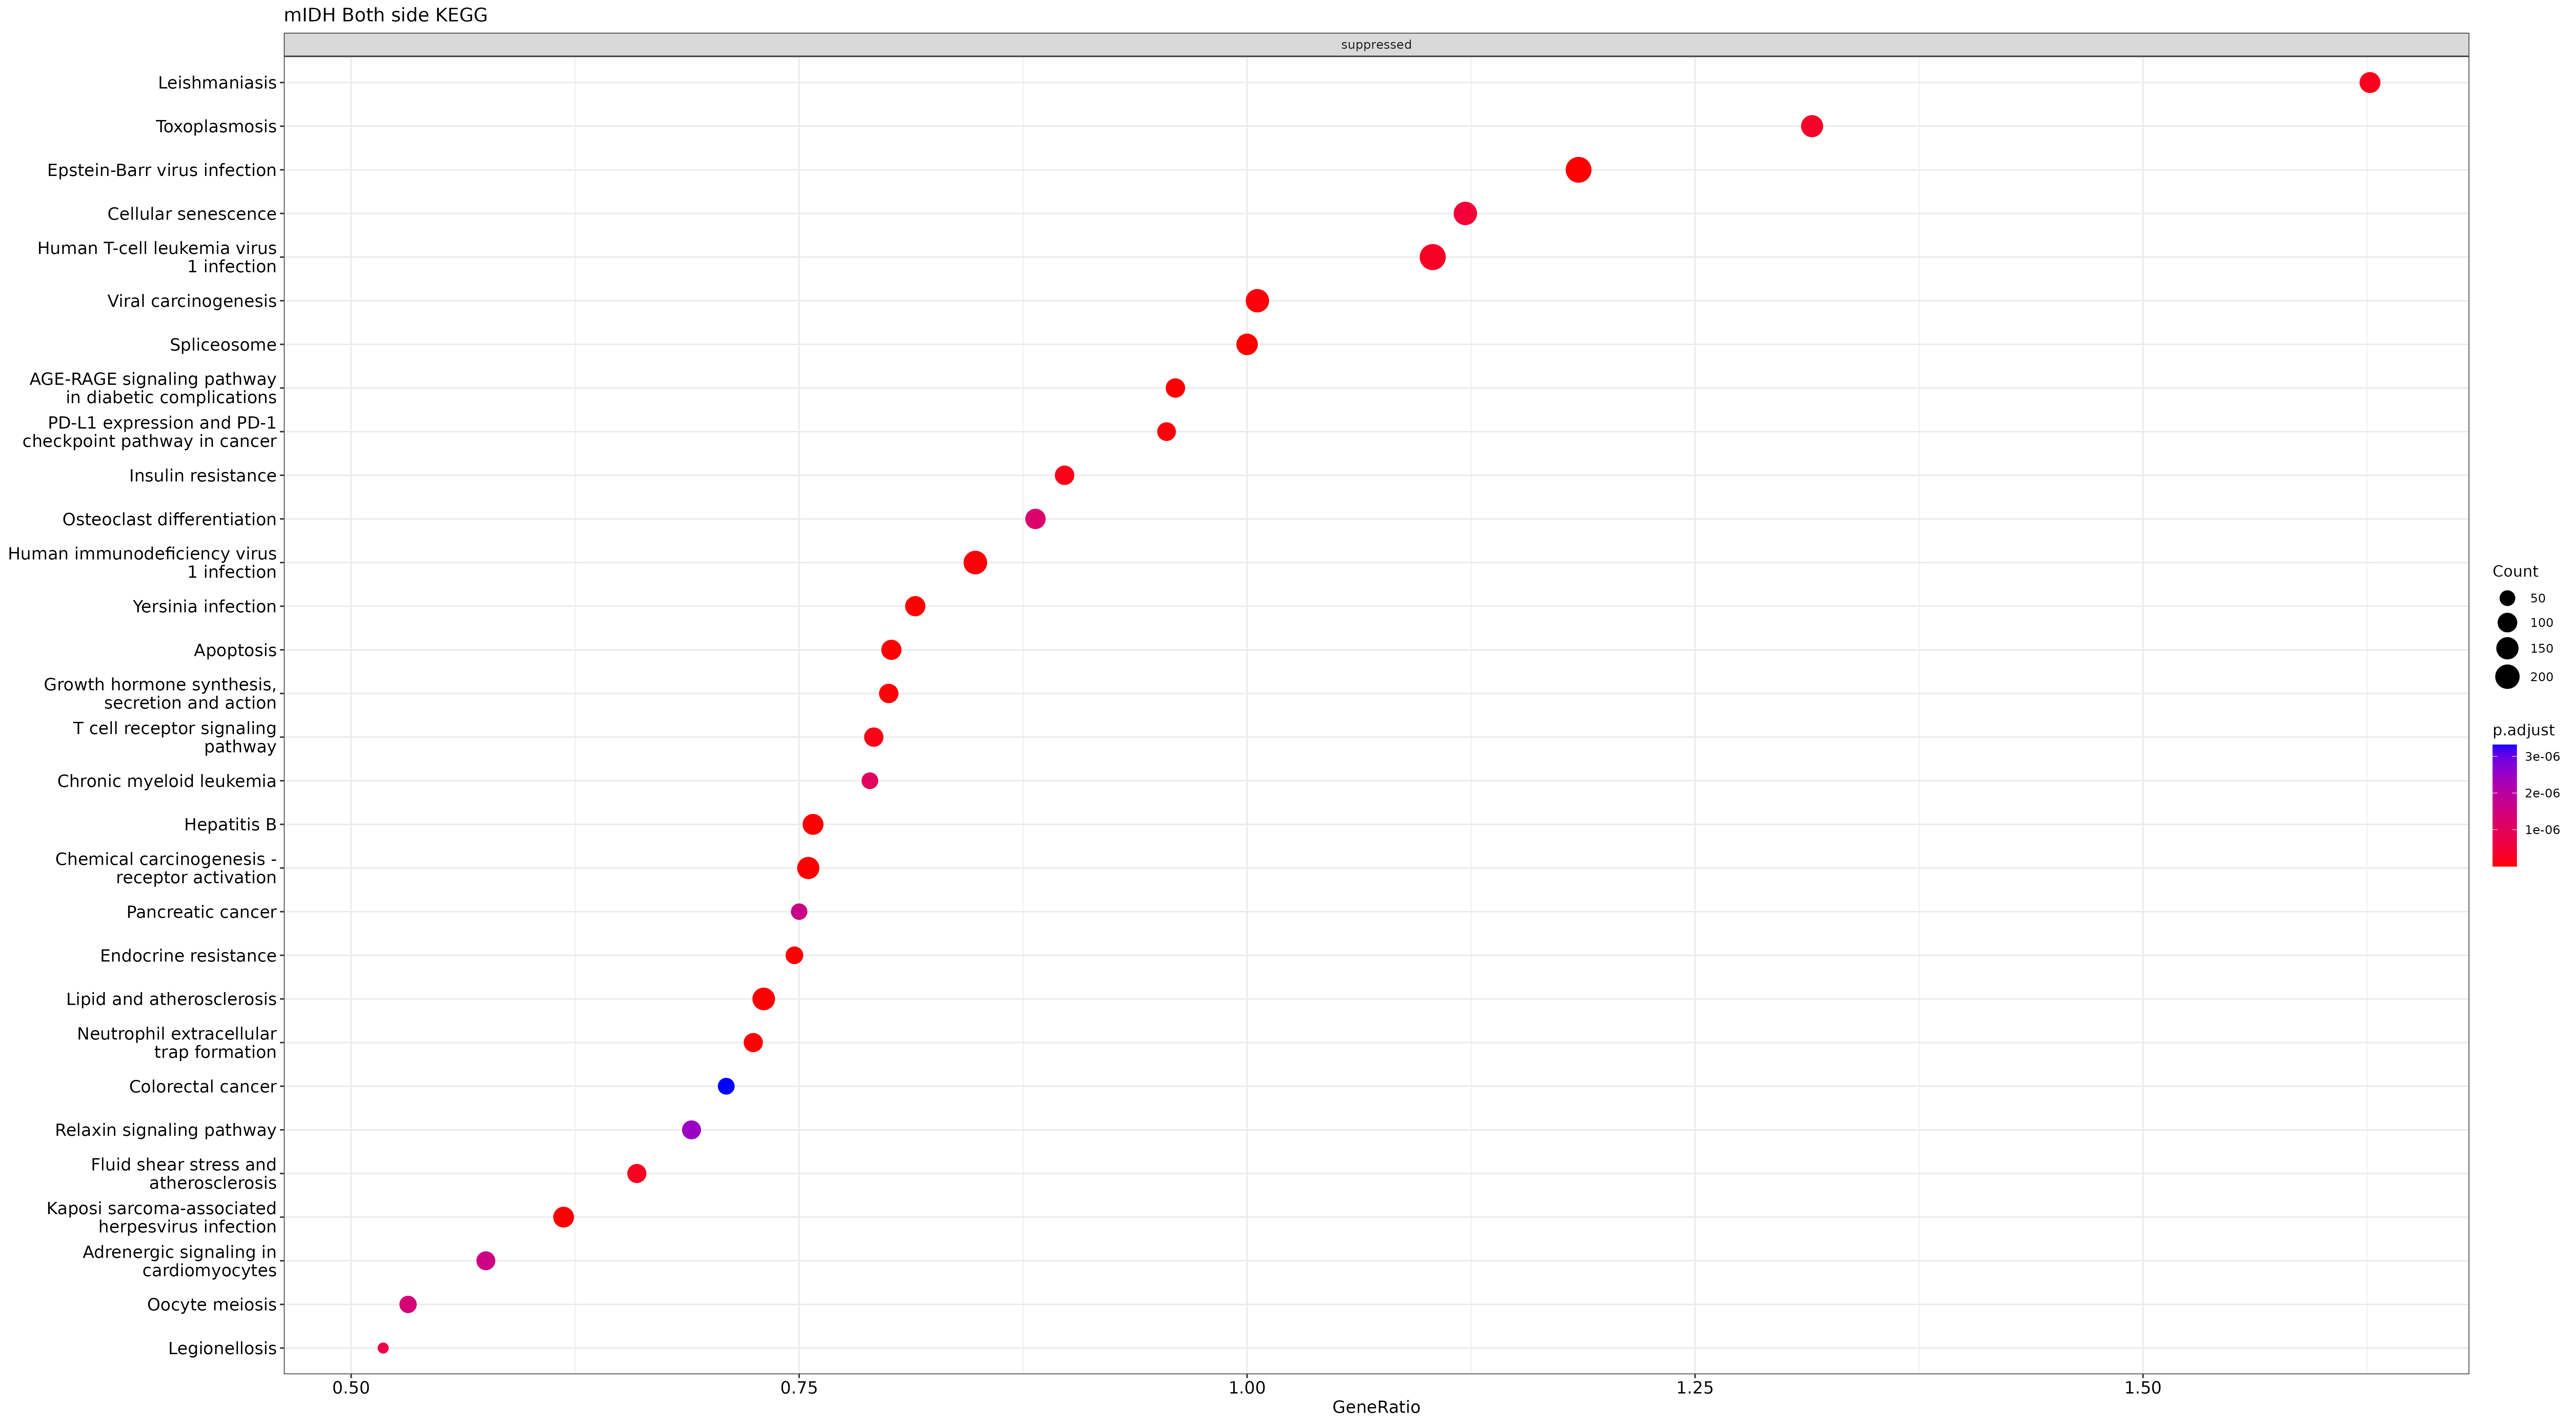 mIDH Both side KEGG
suppressed
Leishmaniasis
Toxoplasmosis
Epstein-Barr virus infection
Cellular senescence
Human T-cell leukemia virus
1 infection
Viral carcinogenesis
Spliceosome
AGE-RAGE signaling pathway
in diabetic complications
PD-L1 expression and PD-1
checkpoint pathway in cancer
Insulin resistance
Osteoclast differentiation
Human immunodeficiency virus
1 infection
Yersinia infection
Apoptosis
Growth hormone synthesis,
secretion and action
T cell receptor signaling
pathway
Chronic myeloid leukemia
Hepatitis B
Chemical carcinogenesis -
receptor activation
Pancreatic cancer
Endocrine resistance
Lipid and atherosclerosis
Neutrophil extracellular
trap formation
Colorectal cancer
Relaxin signaling pathway
Fluid shear stress and
atherosclerosis
Kaposi sarcoma-associated
herpesvirus infection
Adrenergic signaling in
cardiomyocytes
Oocyte meiosis
Legionellosis
0.50 0.75 1.00 1.25 1.50
GeneRatio
Count
50
100
150
200
p.adjust
3e-06
2e-06
1e-06